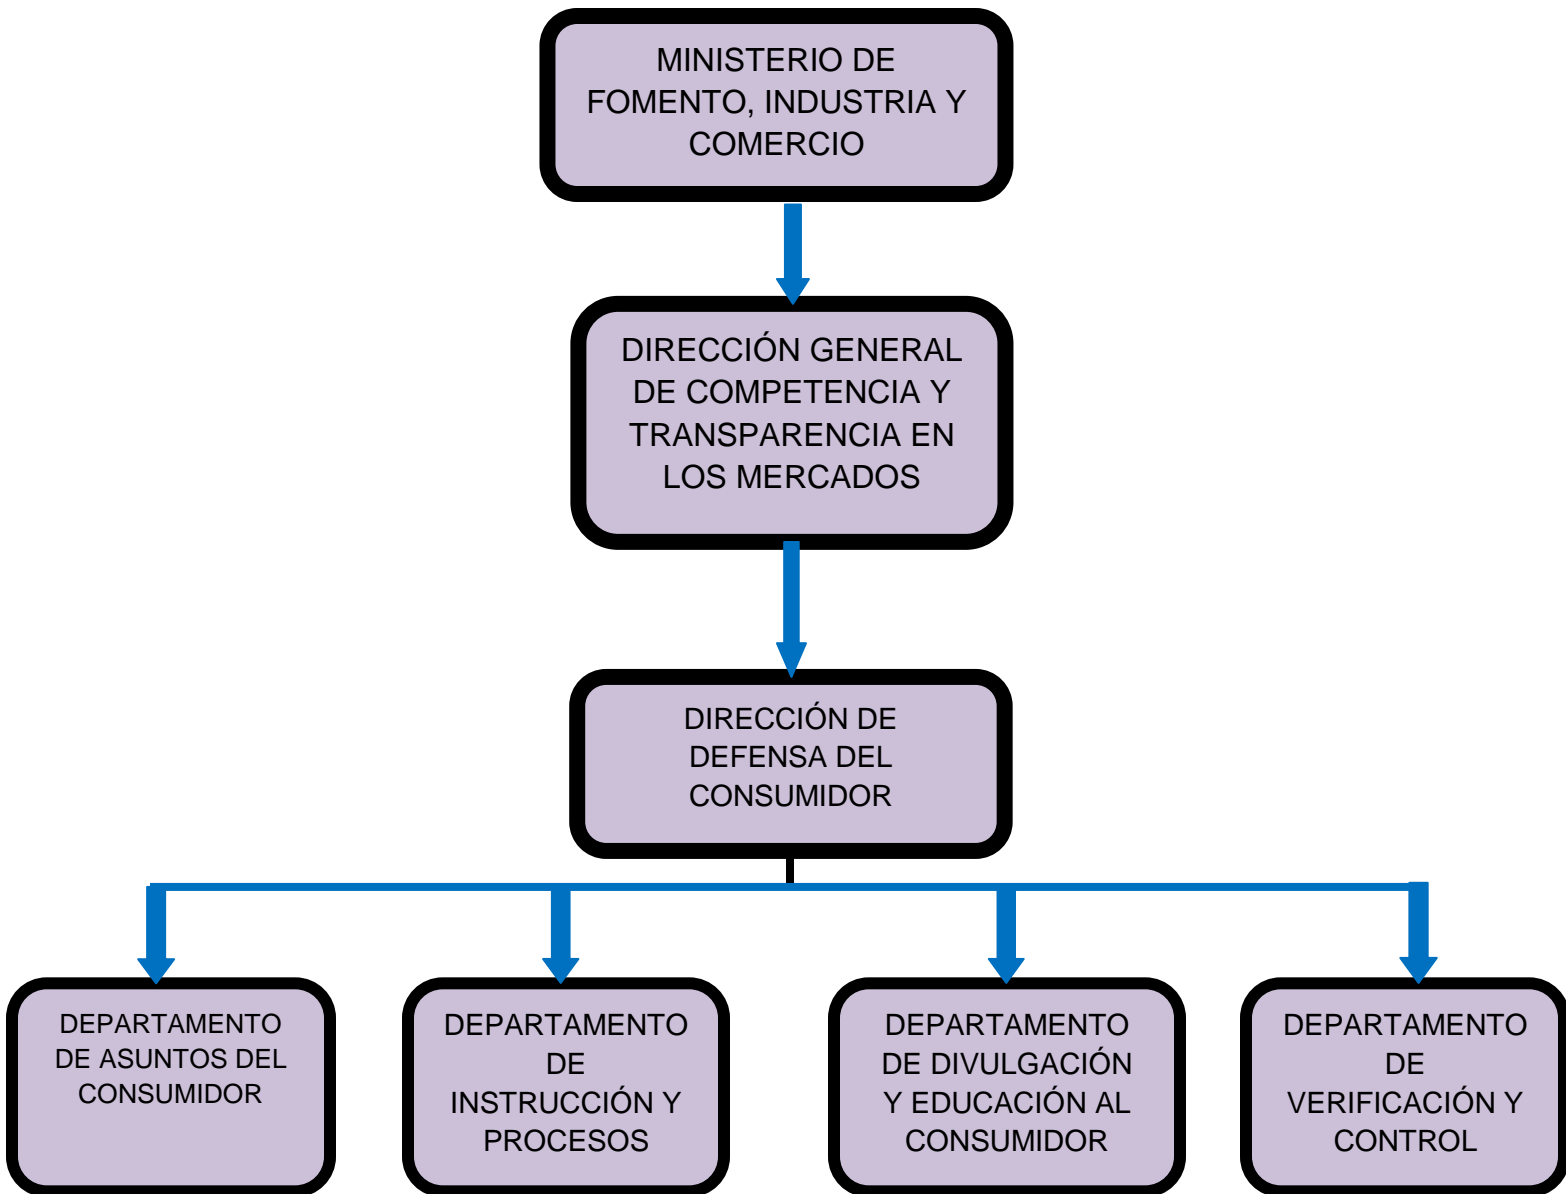 MINISTERIO DE
FOMENTO, INDUSTRIA Y
COMERCIO
DIRECCIÓN GENERAL
DE COMPETENCIA Y
TRANSPARENCIA EN
LOS MERCADOS
DIRECCIÓN DE
DEFENSA DEL
CONSUMIDOR
DEPARTAMENTO
DE ASUNTOS DEL
CONSUMIDOR
DEPARTAMENTO
DE
INSTRUCCIÓN Y
PROCESOS
DEPARTAMENTO
DE DIVULGACIÓN
Y EDUCACIÓN AL
CONSUMIDOR
DEPARTAMENTO
DE
VERIFICACIÓN Y
CONTROL